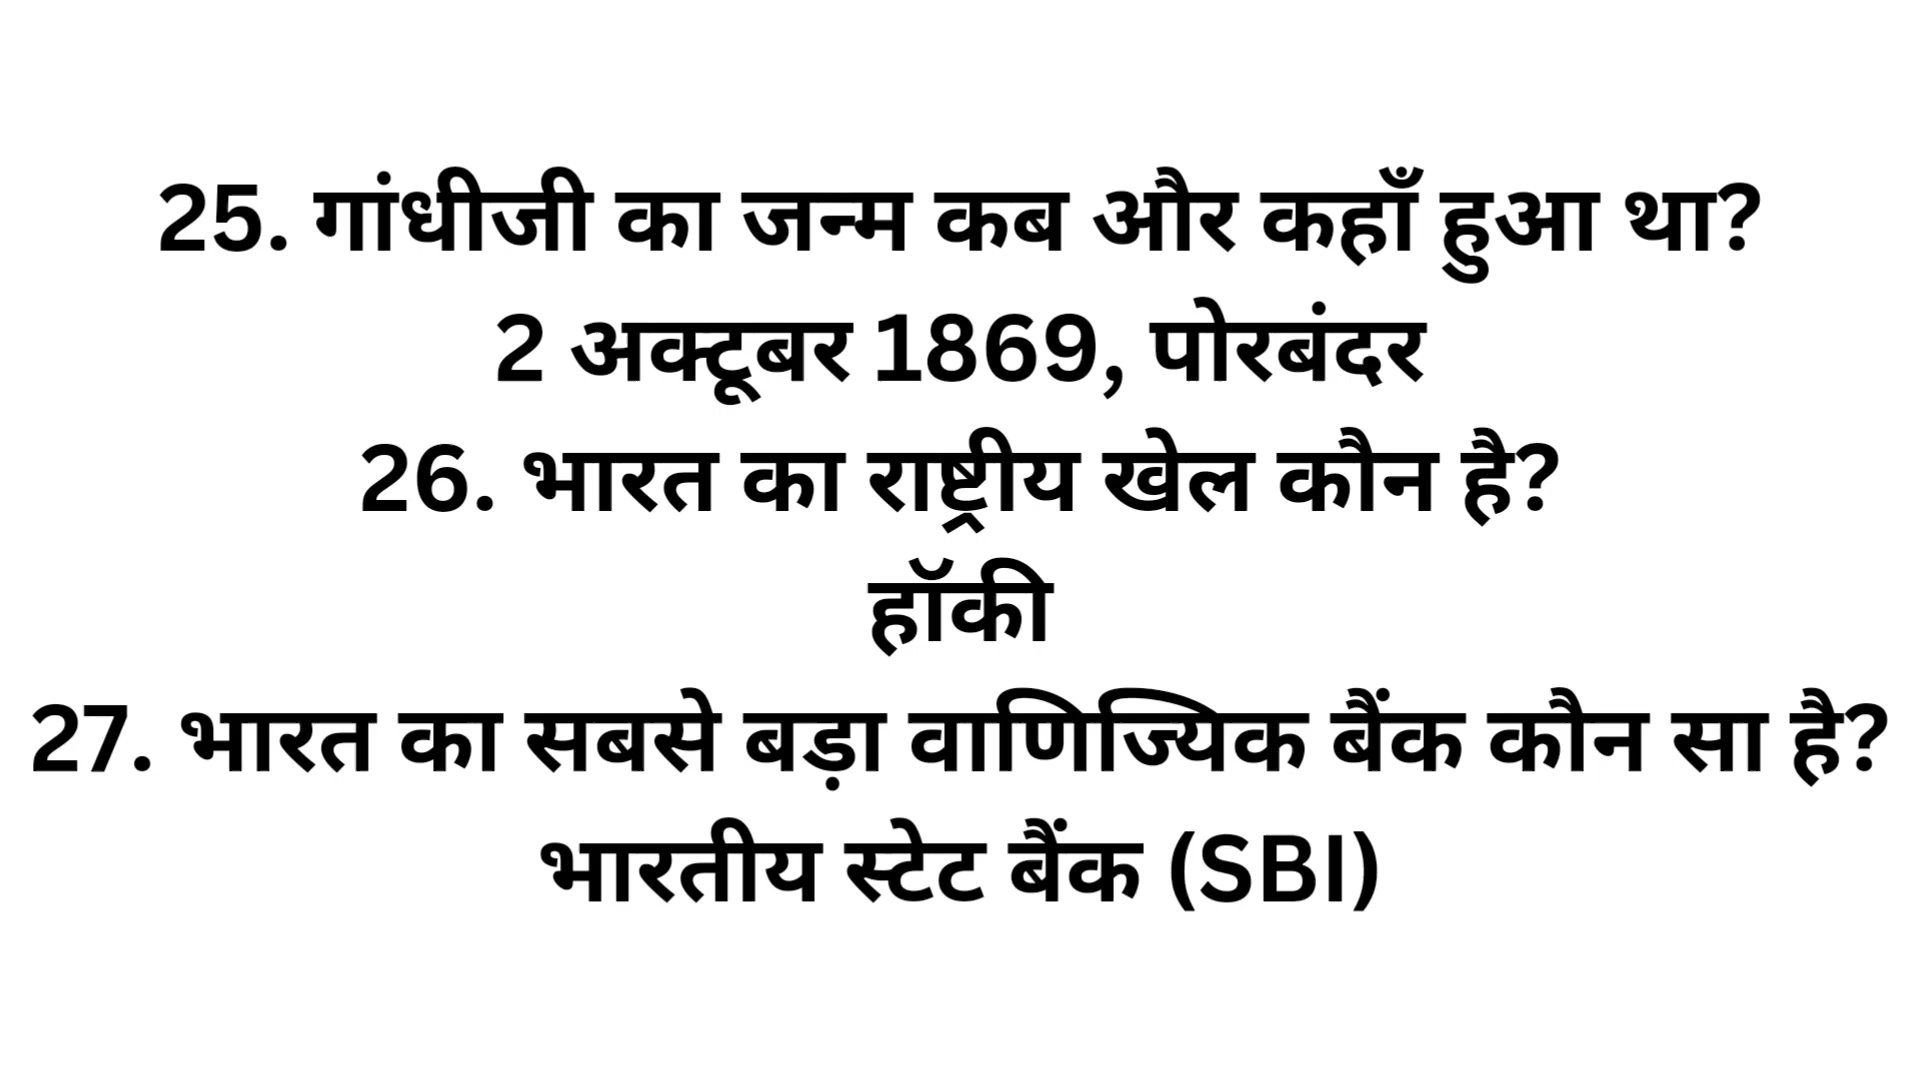 25. गांधीजी का जन्म कब और कहाँ हुआ था?
2 अक्टूबर 1869, पोरबंदर
26. भारत का राष्ट्रीय खेल कौन है?
हॉकी
27. भारत का सबसे बड़ा वाणिज्यिक बैंक कौन सा है?
भारतीय स्टेट बैंक (SBI)